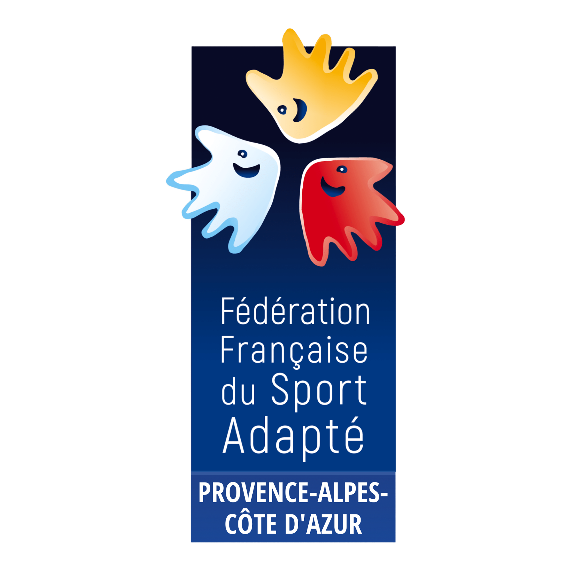 Fédération
Française
du Sport
Adapté
PROVENCE-ALPES-
CÔTE D'AZUR